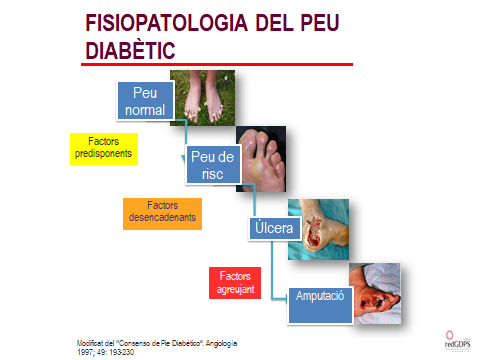 FISIOPATOLOGIA DEL PEU
DIABÈTIC
Peu
normal
Factors
predisponents
Peu de
risc
Factors
desencadenants
Úlcera
Factors
agreujant
Amputació
Modificat del "Consenso de Pie Diabético". Angiología
1997; 49: 193-230
redGDPS